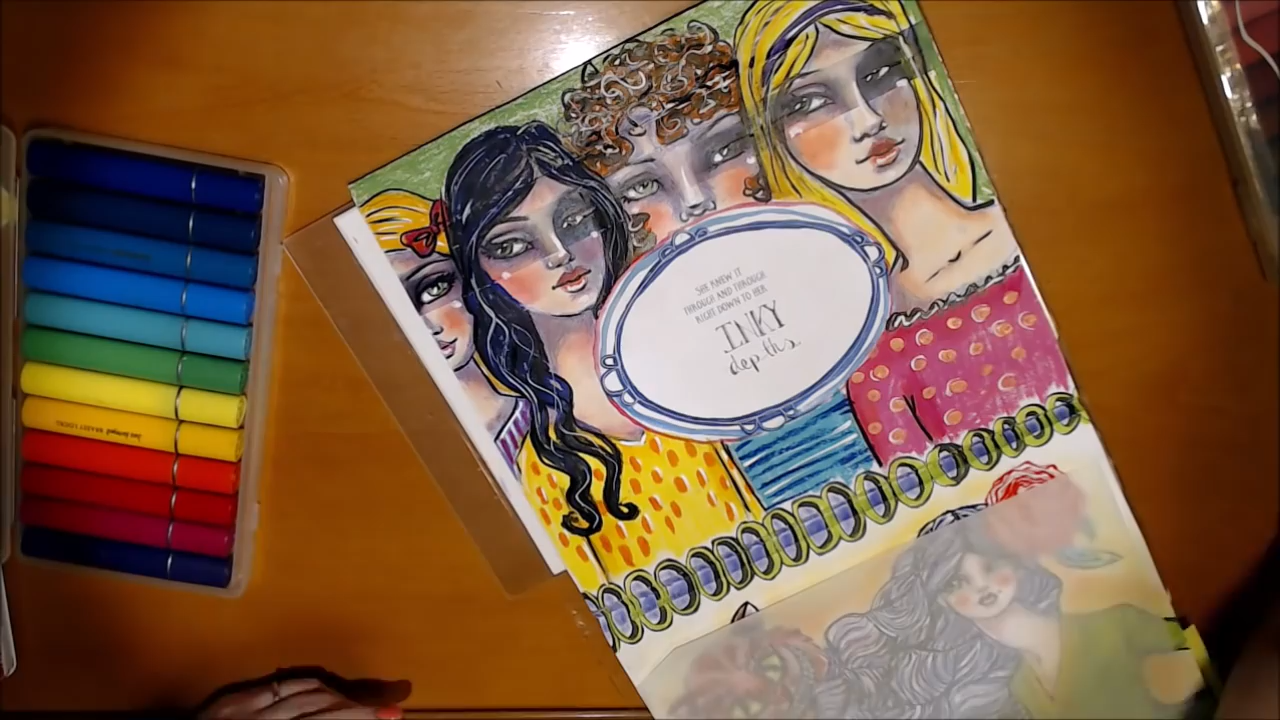 SHE KNEW IT
THROUGH AND THROUGH
RIGHT DOWN TO HER
INKY
depths